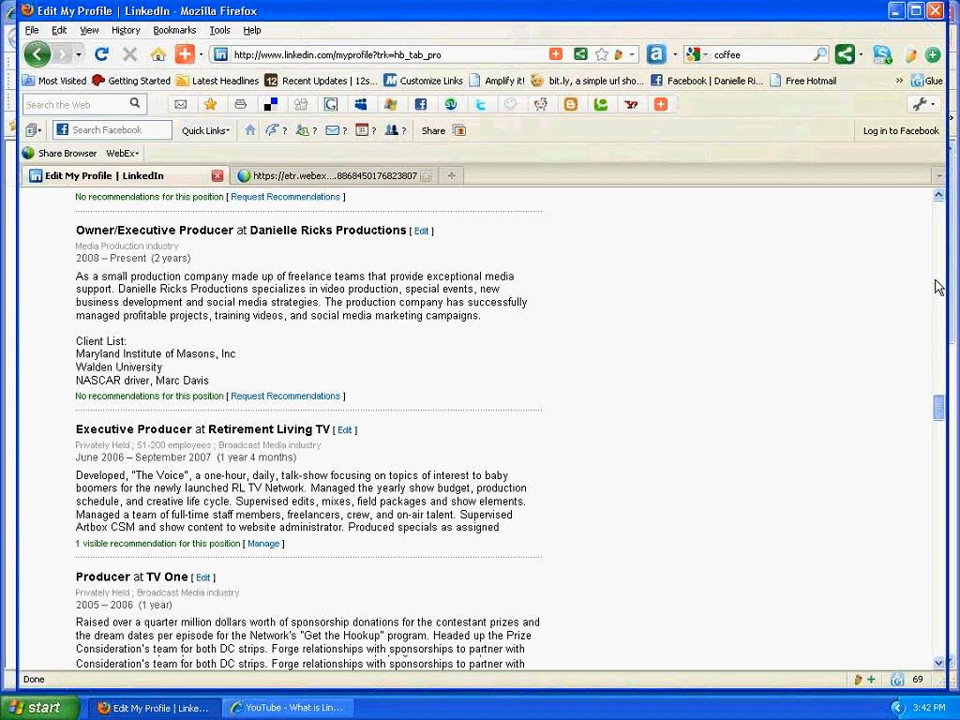 Edit My Profile | LinkedIn - Mozilla Firefox
File Edit View History Bookmarks Tools Help
http://www.linkedin.com/myprofile?trk=hb_tab_pro
coffee
Most Visited Getting Started Latest Headlines Recent Updates | 12s... Customize Links Amplify it! bit.ly, a simple url sho... Facebook | Danielle Ri... Free Hotmail » Glue
Search the Web
Search Facebook Quick Links Share Log in to Facebook
Share Browser WebEx
Edit My Profile | LinkedIn https://etr.webex....8868450176823807
No recommendations for this position [ Request Recommendations ]
Owner/Executive Producer at Danielle Ricks Productions [ Edit ]
Media Production industry
2008 – Present (2 years)
As a small production company made up of freelance teams that provide exceptional media
support. Danielle Ricks Productions specializes in video production, special events, new
business development and social media strategies. The production company has successfully
managed profitable projects, training videos, and social media marketing campaigns.
Client List:
Maryland Institute of Masons, Inc
Walden University
NASCAR driver, Marc Davis
No recommendations for this position [ Request Recommendations ]
Executive Producer at Retirement Living TV [ Edit ]
Privately Held ; 51-200 employees ; Broadcast Media industry
June 2006 – September 2007 (1 year 4 months)
Developed, "The Voice", a one-hour, daily, talk-show focusing on topics of interest to baby
boomers for the newly launched RL TV Network. Managed the yearly show budget, production
schedule, and creative life cycle. Supervised edits, mixes, field packages and show elements.
Managed a team of full-time staff members, freelancers, crew, and on-air talent. Supervised
Artbox CSM and show content to website administrator. Produced specials as assigned
1 visible recommendation for this position [ Manage ]
Producer at TV One [ Edit ]
Privately Held ; Broadcast Media industry
2005 – 2006 (1 year)
Raised over a quarter million dollars worth of sponsorship donations for the contestant prizes and
the dream dates per episode for the Network's "Get the Hookup" program. Headed up the Prize
Consideration's team for both DC strips. Forge relationships with sponsorships to partner with
Consideration's team for both DC strips. Forge relationships with sponsorships to partner with
Done 69
start Edit My Profile | Linke... YouTube - What is Lin... 3:42 PM